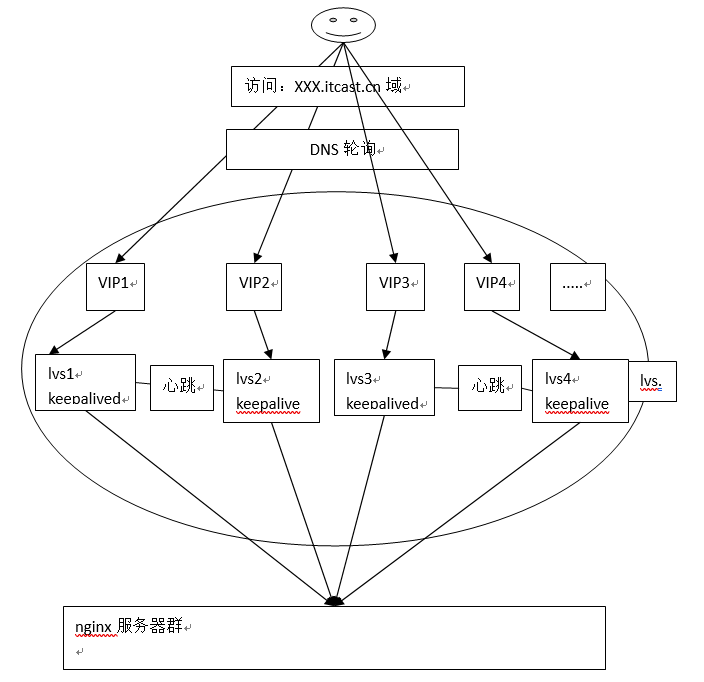 访问：XXX.itcast.cn 域
DNS 轮询
VIP1
VIP2
VIP3
VIP4
.....
lvs1
keepalived
心跳
lvs2
keepalive
lvs3
keepalived
心跳
lvs4
keepalive
lvs.
nginx 服务器群